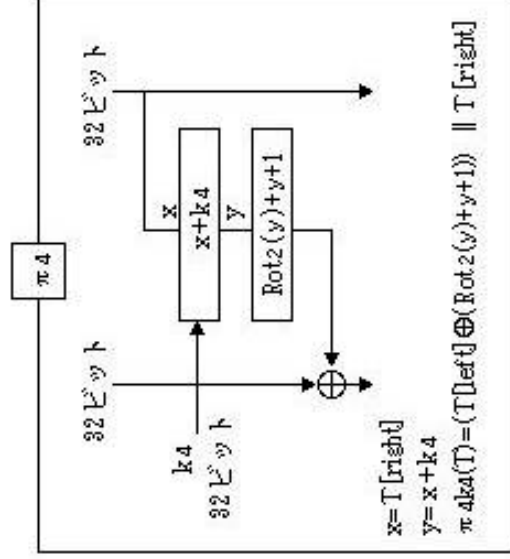 π4
32ビット
32ビット
k4
32ビット
x
x+k4
y
Rot2(y)+y+1
x=T[right]
y=x+k4
π4k4(T)=(T[left]⊕(Rot2(y)+y+1)) ∥ T[right]